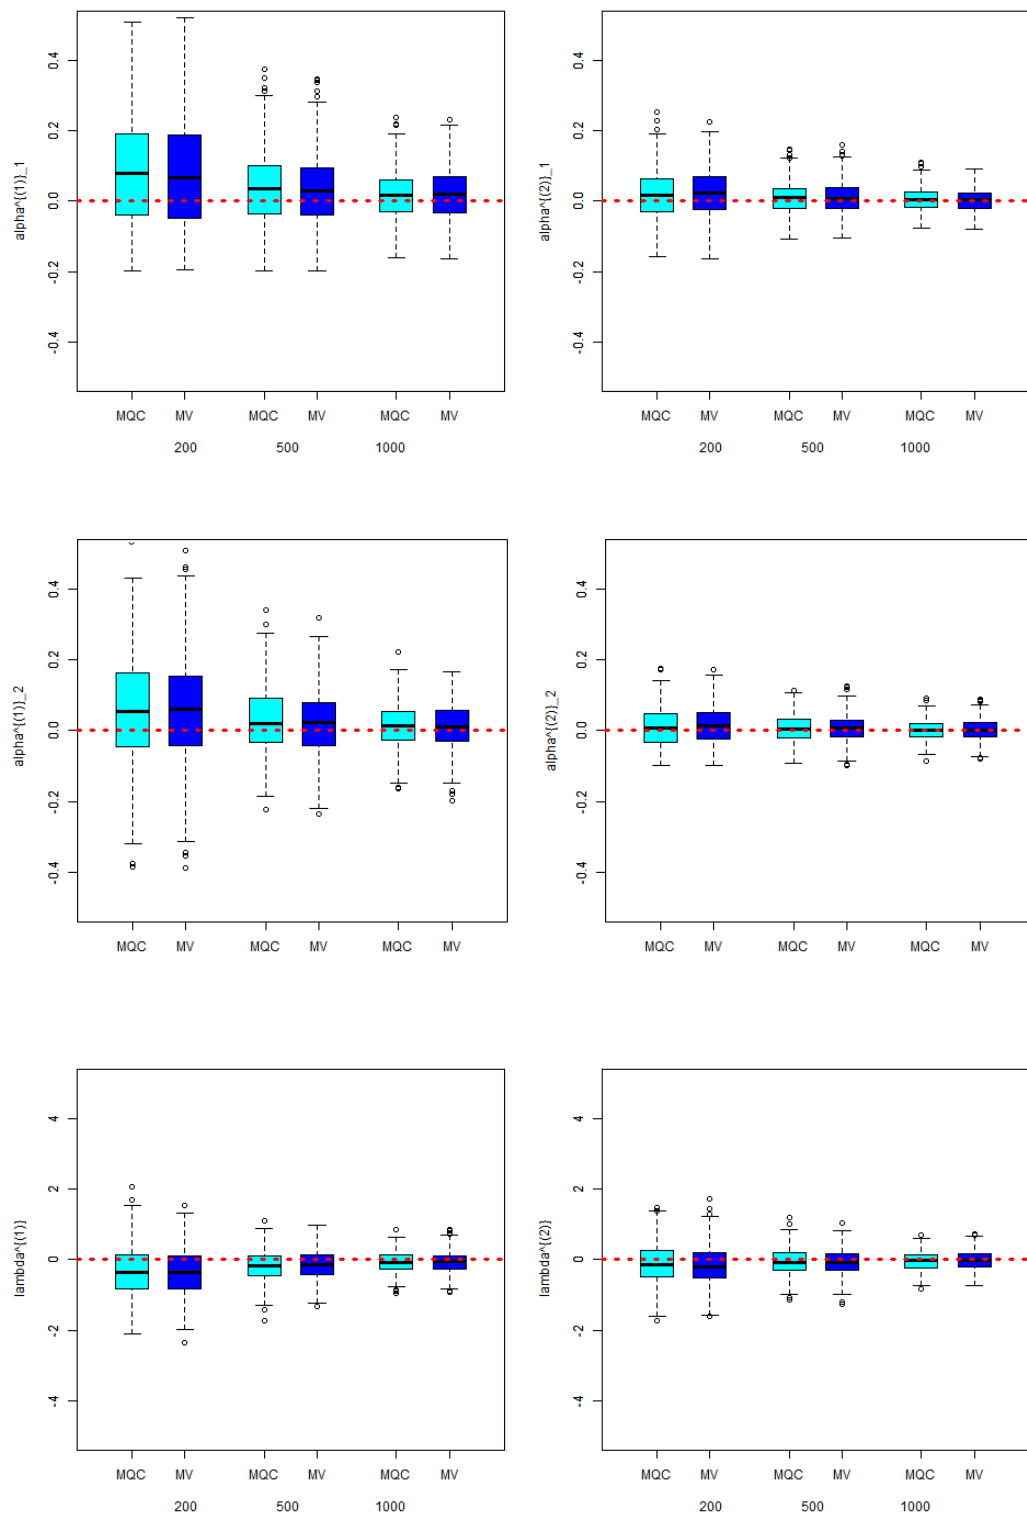 alpha^{(1)}_1
0.4
0.2
0.0
-0.2
-0.4
MQC MV MQC MV MQC MV
200 500 1000
alpha^{(2)}_1
0.4
0.2
0.0
-0.2
-0.4
MQC MV MQC MV MQC MV
200 500 1000
alpha^{(1)}_2
0.4
0.2
0.0
-0.2
-0.4
MQC MV MQC MV MQC MV
alpha^{(2)}_2
0.4
0.2
0.0
-0.2
-0.4
MQC MV MQC MV MQC MV
lambda^{(1)}
4
2
0
-2
-4
MQC MV MQC MV MQC MV
200 500 1000
lambda^{(2)}
4
2
0
-2
-4
MQC MV MQC MV MQC MV
200 500 1000